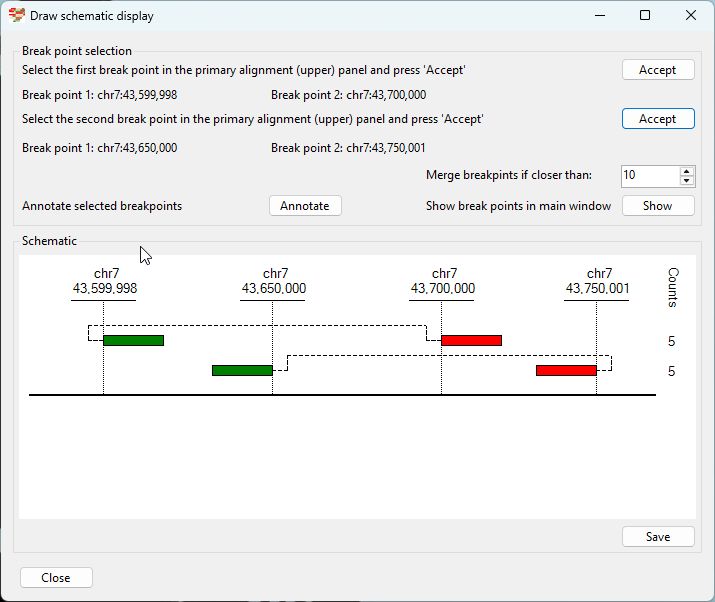 Draw schematic display
Break point selection
Select the first break point in the primary alignment (upper) panel and press 'Accept'
Accept
Break point 1: chr7:43,599,998 Break point 2: chr7:43,700,000
Select the second break point in the primary alignment (upper) panel and press 'Accept'
Accept
Break point 1: chr7:43,650,000 Break point 2: chr7:43,750,001
Merge breakpints if closer than: 10
Annotate selected breakpoints Annotate Show break points in main window Show
Schematic
chr7 chr7 chr7 chr7 Counts
43,599,998 43,650,000 43,700,000 43,750,001
5
5
Save
Close